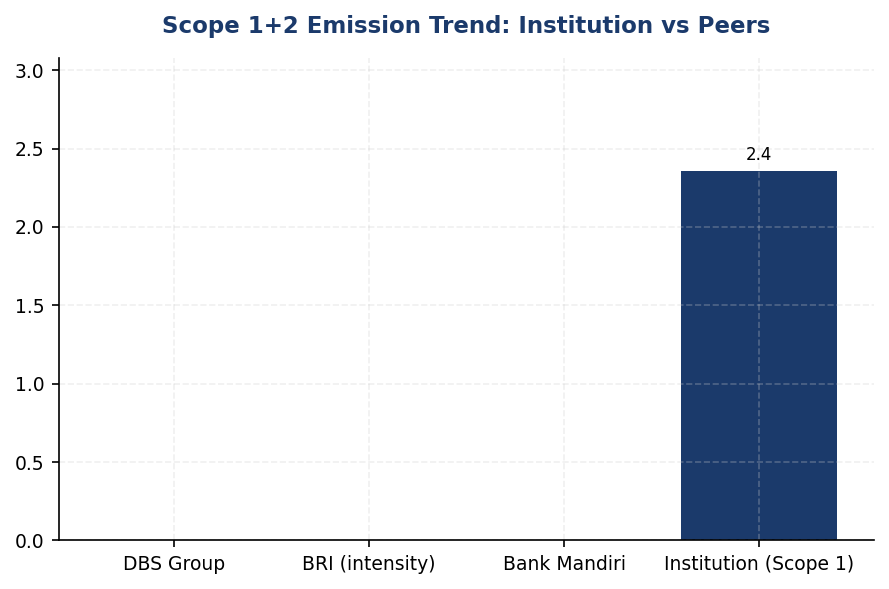 Scope 1+2 Emission Trend: Institution vs Peers
3.0
2.5
2.4
2.0
1.5
1.0
0.5
0.0
DBS Group
BRI (intensity)
Bank Mandiri
Institution (Scope 1)